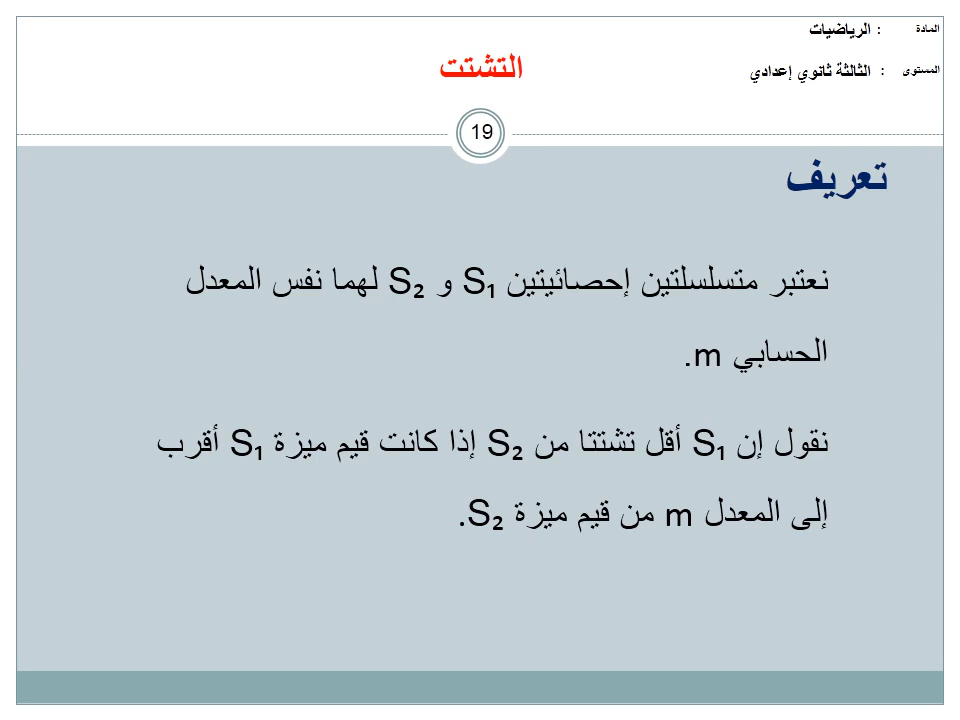 المادة : الرياضيات
المستوى : الثالثة ثانوي إعدادي
التشتت
19
تعريف
نعتبر متسلسلتين إحصائيتين S₁ و S₂ لهما نفس المعدل
الحسابي m.
نقول إن S₁ أقل تشتتا من S₂ إذا كانت قيم ميزة S₁ أقرب
إلى المعدل m من قيم ميزة S₂.